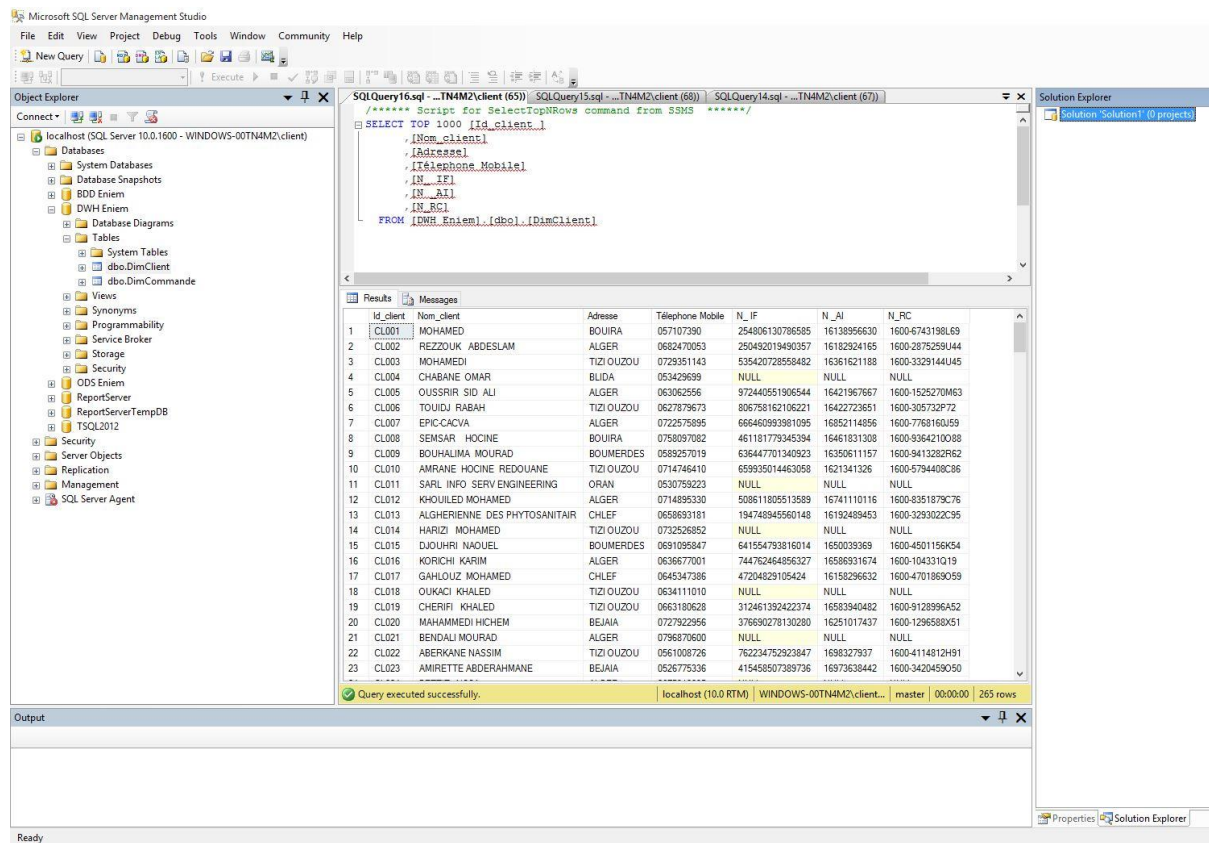 Microsoft SQL Server Management Studio
File Edit View Project Debug Tools Window Community Help
New Query
Execute
Object Explorer
Connect
localhost (SQL Server 10.0.1600 - WINDOWS-00TN4M2\client)
Databases
System Databases
Database Snapshots
BDD Eniem
DWH Eniem
Database Diagrams
Tables
System Tables
dbo.DimClient
dbo.DimCommande
Views
Synonyms
Programmability
Service Broker
Storage
Security
ODS Eniem
ReportServer
ReportServerTempDB
TSQL2012
Security
Server Objects
Replication
Management
SQL Server Agent
SQLQuery16.sql - ...TN4M2\client (65)) SQLQuery15.sql - ...TN4M2\client (68)) SQLQuery14.sql - ...TN4M2\client (67))
/****** Script for SelectTopNRows command from SSMS ******/
SELECT TOP 1000 [Id_client ]
,[Nom_client]
,[Adresse]
,[Télephone Mobile]
,[N_ IF]
,[N _AI]
,[N_RC]
FROM [DWH Eniem].[dbo].[DimClient]
Results Messages
Id_client Nom_client Adresse Télephone Mobile N_ IF N _AI N_RC
1 CL001 MOHAMED BOUIRA 057107390 254806130786585 16138956630 1600-6743198L69
2 CL002 REZZOUK ABDESLAM ALGER 0682470053 250492019490357 16182924165 1600-2875259U44
3 CL003 MOHAMEDI TIZI OUZOU 0729351143 535420728558482 16361621188 1600-3329144U45
4 CL004 CHABANE OMAR BLIDA 053429699 NULL NULL NULL
5 CL005 OUSSRIR SID ALI ALGER 063062556 972440551906544 16421967667 1600-1525270M63
6 CL006 TOUIDJ RABAH TIZI OUZOU 0627879673 806758162106221 16422723651 1600-305732P72
7 CL007 EPIC-CACVA ALGER 0722575895 666460993981095 16852114856 1600-7768160J59
8 CL008 SEMSAR HOCINE BOUIRA 0758097082 461181779345394 16461831308 1600-9364210O88
9 CL009 BOUHALIMA MOURAD BOUMERDES 0589257019 636447701340923 16350611157 1600-9413282R62
10 CL010 AMRANE HOCINE REDOUANE TIZI OUZOU 0714746410 659935014463058 1621341326 1600-5794408C86
11 CL011 SARL INFO SERV ENGINEERING ORAN 0530759223 NULL NULL NULL
12 CL012 KHOUILED MOHAMED ALGER 0714895330 508611805513589 16741110116 1600-8351879C76
13 CL013 ALGHERIENNE DES PHYTOSANITAIR CHLEF 0658693181 194748945560148 16192489453 1600-3293022C95
14 CL014 HARIZI MOHAMED TIZI OUZOU 0732526852 NULL NULL NULL
15 CL015 DJOUHRI NAOUEL BOUMERDES 0691095847 641554793816014 1650039369 1600-4501156K54
16 CL016 KORICHI KARIM ALGER 0636677001 744762464856327 16586931674 1600-104331Q19
17 CL017 GAHLOUZ MOHAMED CHLEF 0645347386 47204829105424 16158296632 1600-4701869O59
18 CL018 OUKACI KHALED TIZI OUZOU 0634111010 NULL NULL NULL
19 CL019 CHERIFI KHALED TIZI OUZOU 0663180628 312461392422374 16583940482 1600-9128996A52
20 CL020 MAHAMMEDI HICHEM BEJAIA 0727922956 376690278130280 16251017437 1600-1296588X51
21 CL021 BENDALI MOURAD ALGER 0796870600 NULL NULL NULL
22 CL022 ABERKANE NASSIM TIZI OUZOU 0561008726 762234752923847 1698327937 1600-4114812H91
23 CL023 AMIRETTE ABDERAHMANE BEJAIA 0526775336 415458507389736 16973638442 1600-3420459O50
Query executed successfully. localhost (10.0 RTM) WINDOWS-00TN4M2\client... master 00:00:00 265 rows
Solution Explorer
Solution 'Solution1' (0 projects)
Output
Properties Solution Explorer
Ready